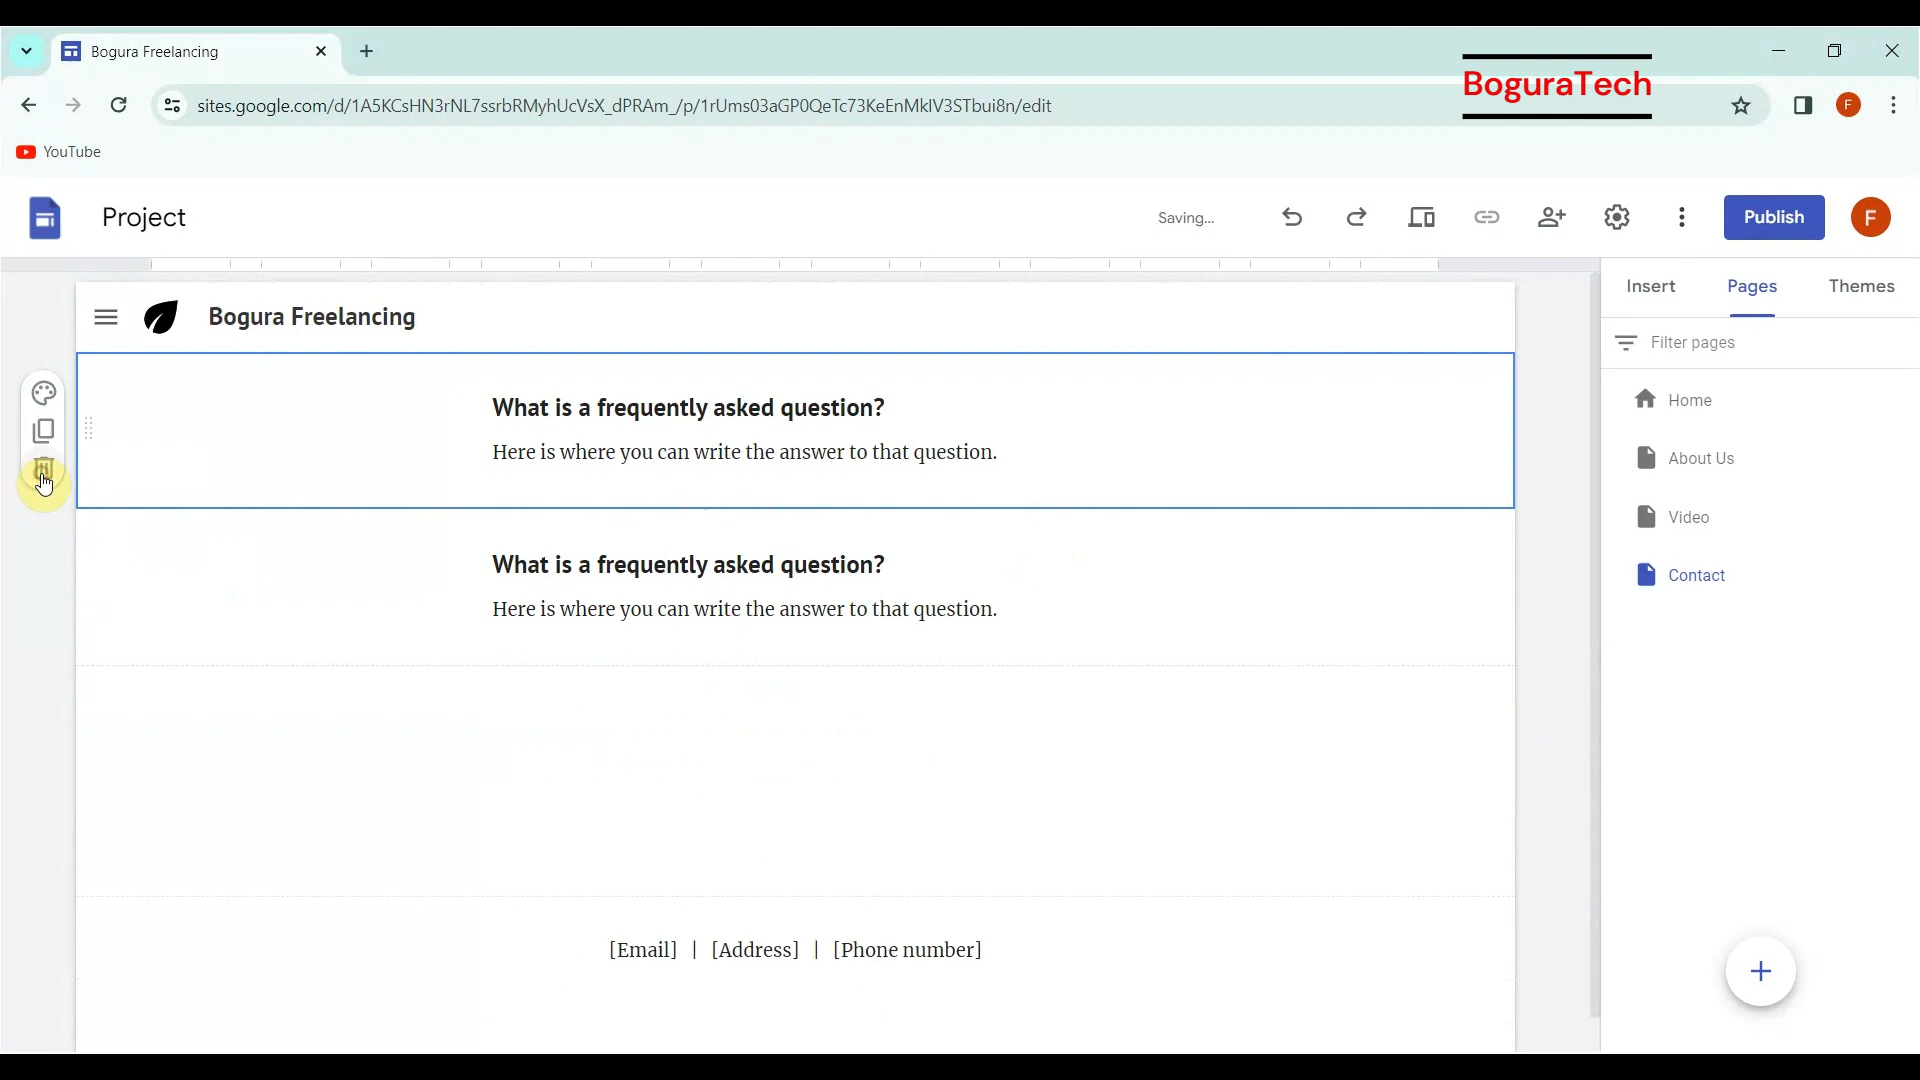 Bogura Freelancing
BoguraTech
sites.google.com/d/1A5KCsHN3rNL7ssrbRMyhUcVsX_dPRAm_/p/1rUms03aGP0QeTc73KeEnMkIV3STbui8n/edit
F
YouTube
Project
Saving...
Publish
F
Insert
Pages
Themes
Bogura Freelancing
Filter pages
Home
What is a frequently asked question?
Here is where you can write the answer to that question.
About Us
Video
What is a frequently asked question?
Contact
Here is where you can write the answer to that question.
[Email] | [Address] | [Phone number]